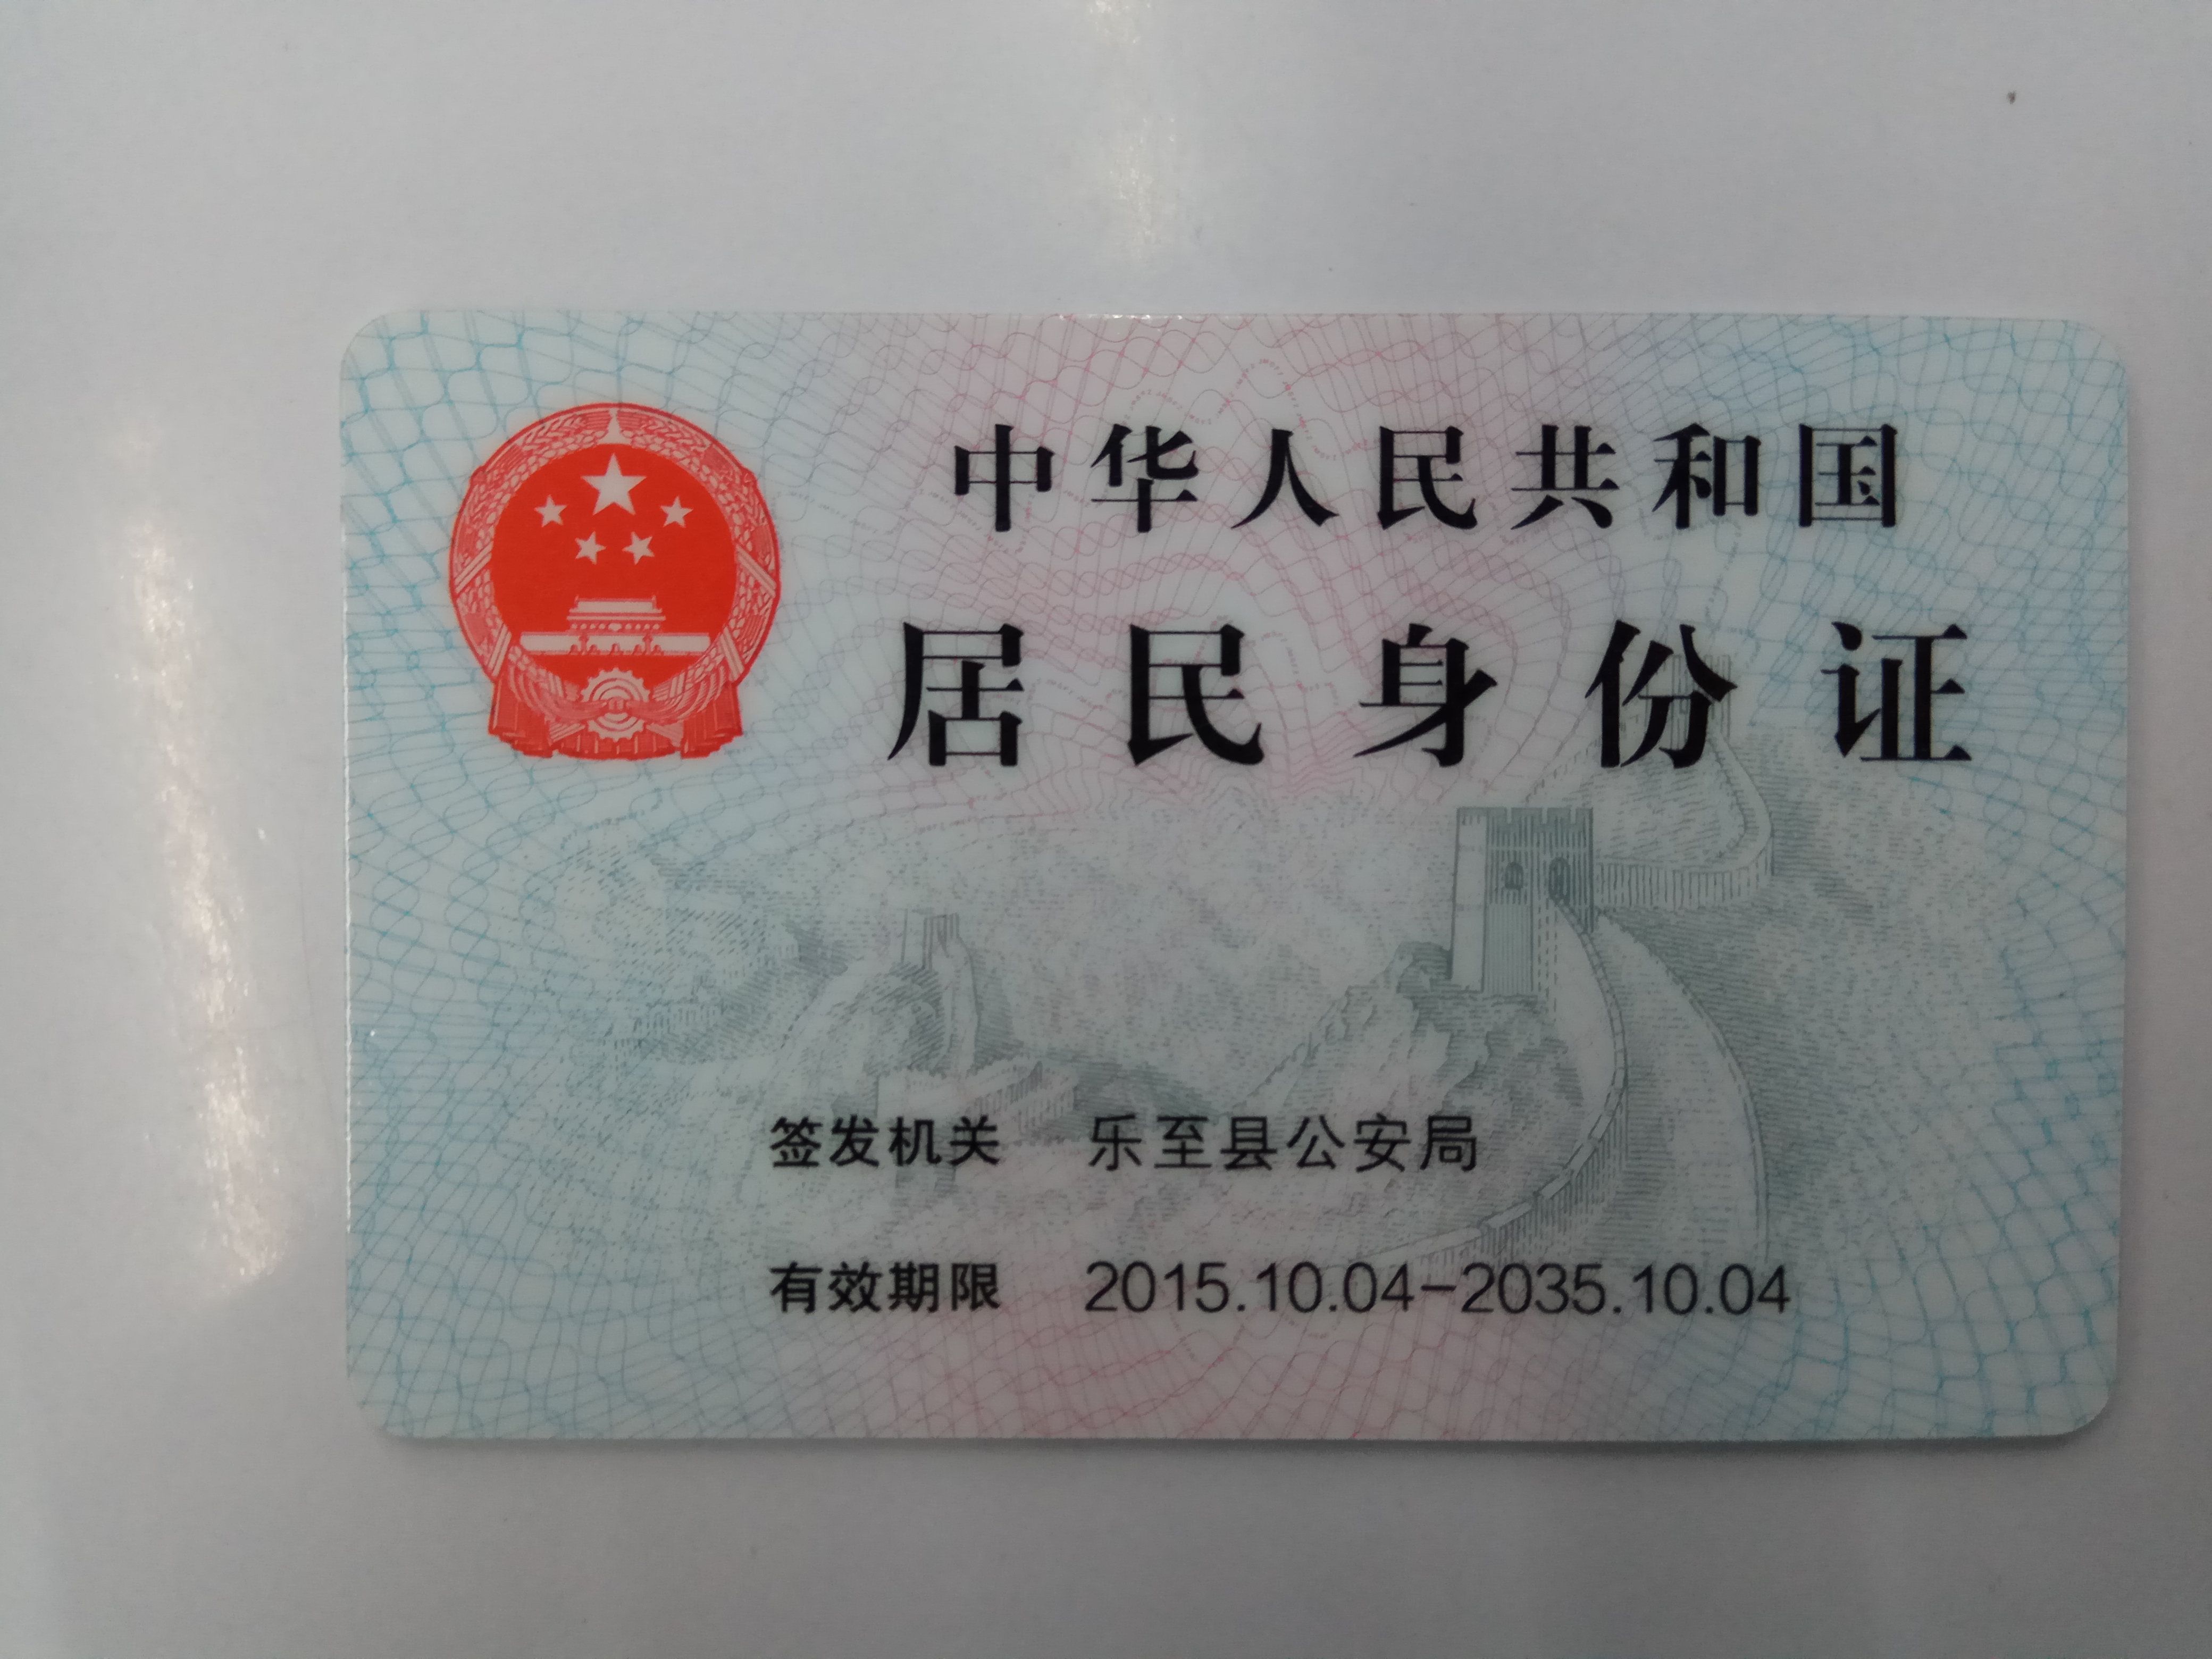 中华人民共和国
居民身份证
签发机关 乐至县公安局
有效期限 2015.10.04-2035.10.04